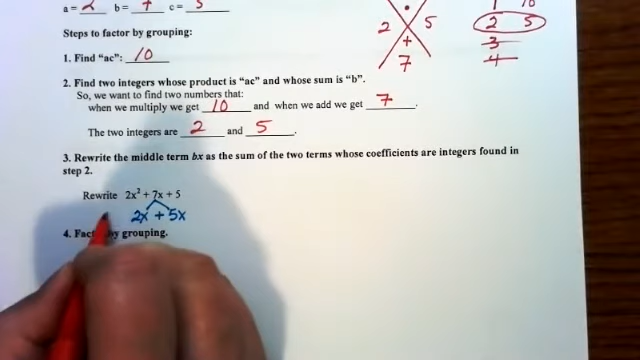 a = 2 b = 7 c = 5
Steps to factor by grouping:
1. Find "ac": 10
2. Find two integers whose product is "ac" and whose sum is "b".
So, we want to find two numbers that:
when we multiply we get 10 and when we add we get 7.
The two integers are 2 and 5.
3. Rewrite the middle term bx as the sum of the two terms whose coefficients are integers found in
step 2.
Rewrite 2x² + 7x + 5
2x + 5x
4. Factor by grouping.
2 5
+
7
1 10
2 5
3
4